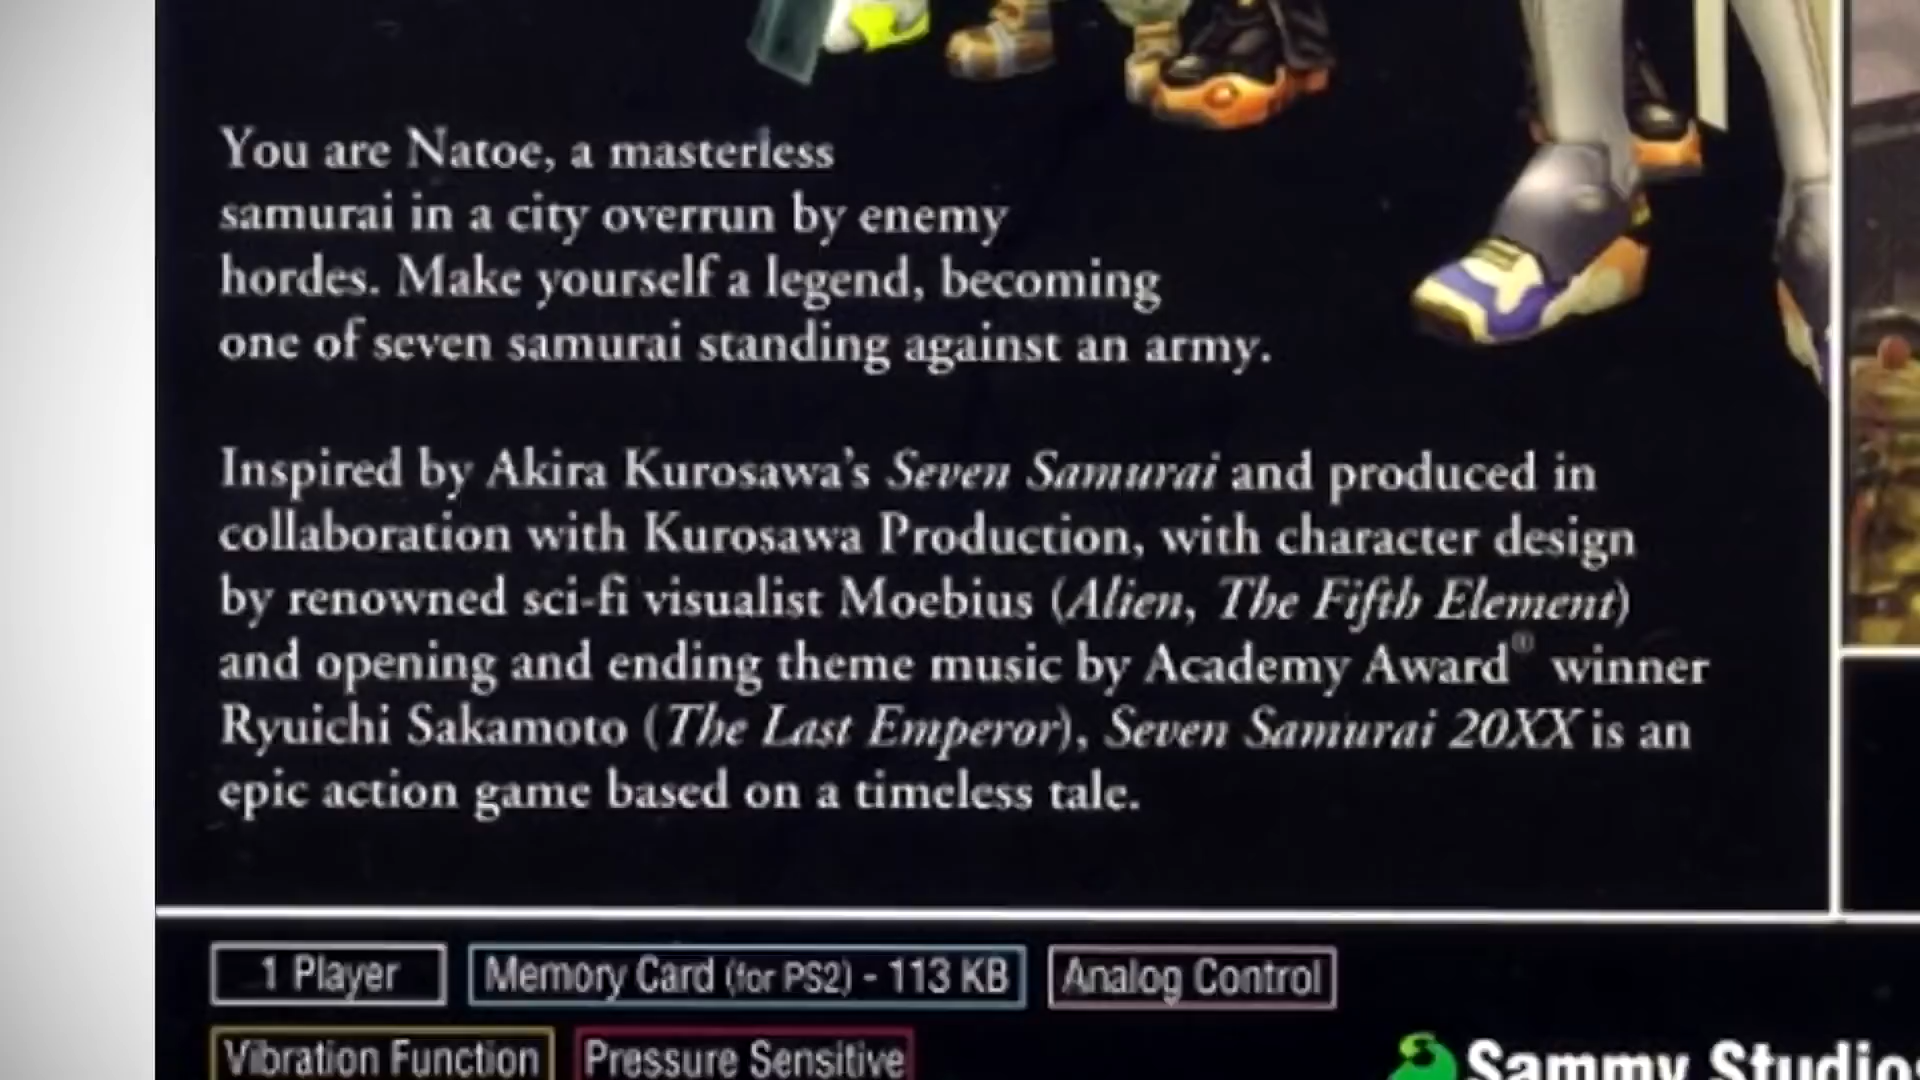 You are Natoe, a masterless
samurai in a city overrun by enemy
hordes. Make yourself a legend, becoming
one of seven samurai standing against an army.
Inspired by Akira Kurosawa's Seven Samurai and produced in
collaboration with Kurosawa Production, with character design
by renowned sci-fi visualist Moebius (Alien, The Fifth Element)
and opening and ending theme music by Academy Award® winner
Ryuichi Sakamoto (The Last Emperor), Seven Samurai 20XX is an
epic action game based on a timeless tale.
1 Player
Memory Card (for PS2) - 113 KB
Analog Control
Vibration Function
Pressure Sensitive
Sammy Studios